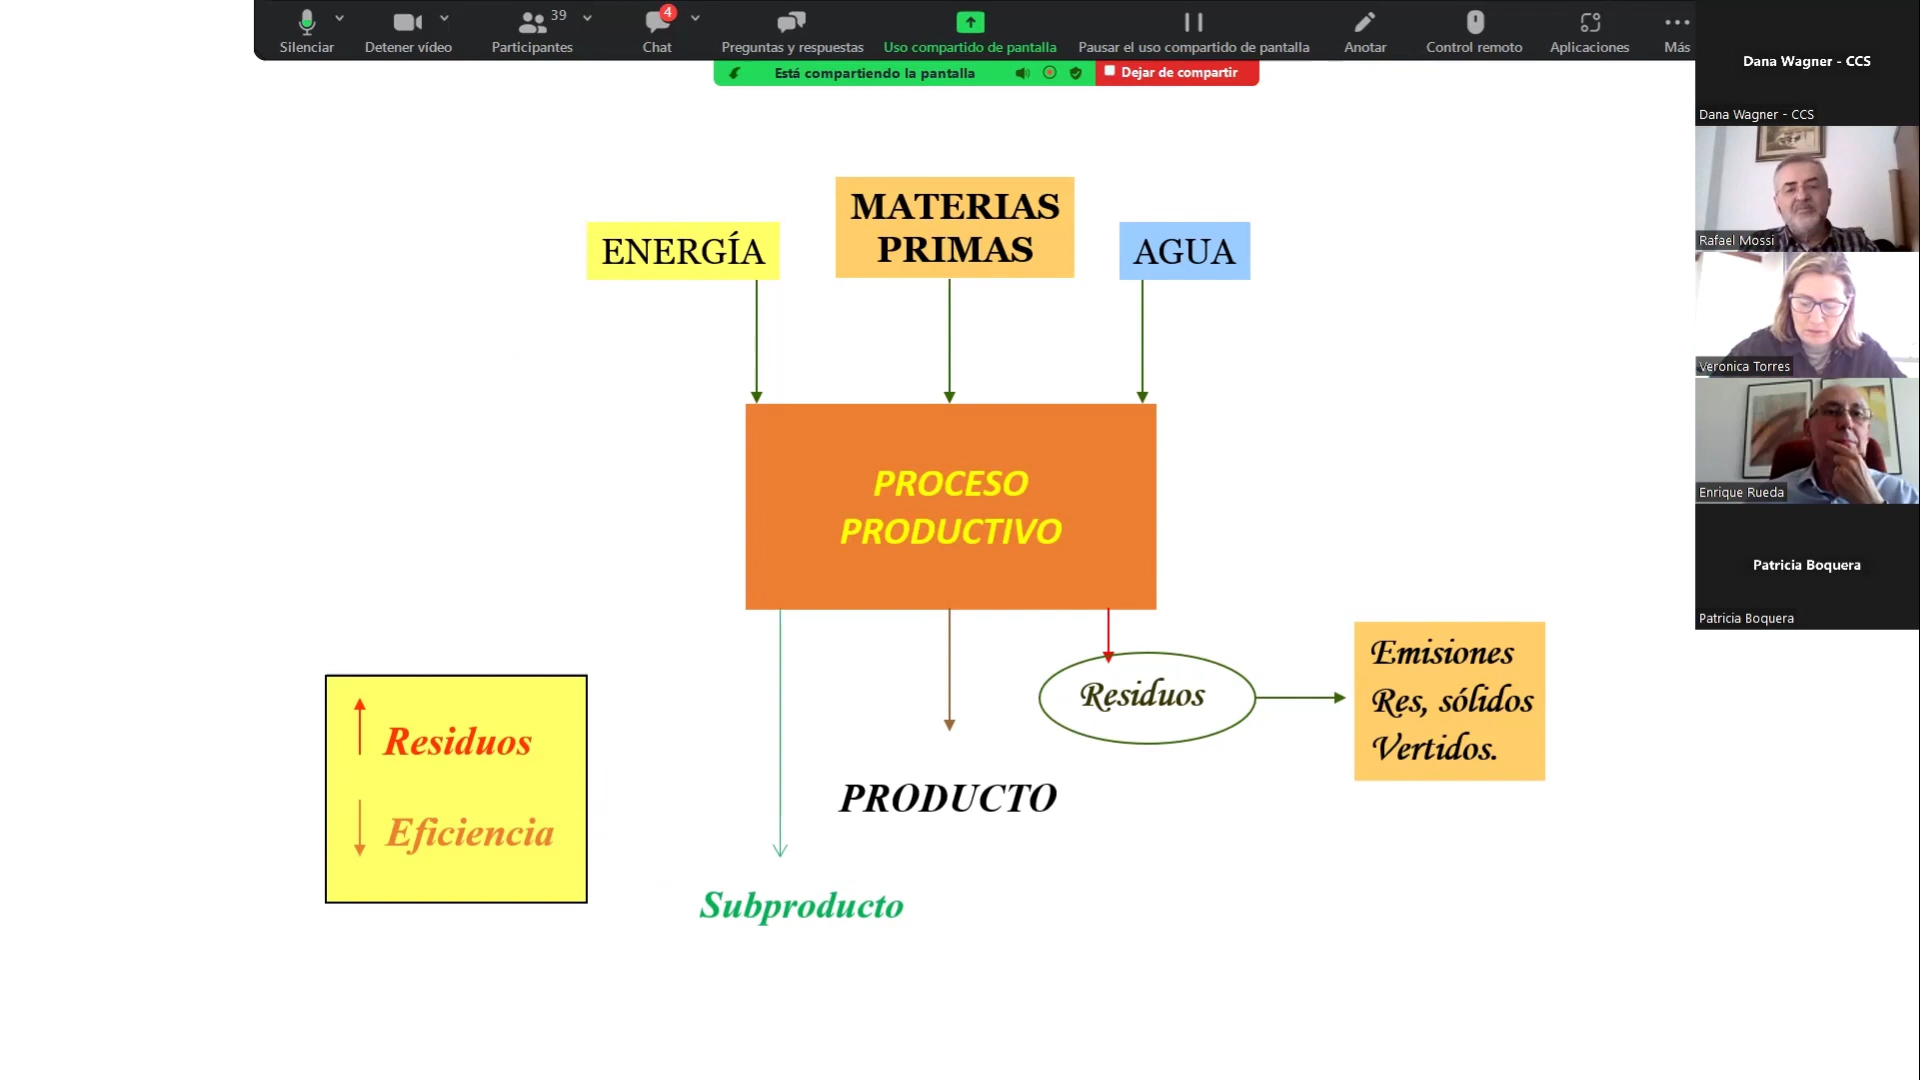 39
4
Silenciar
Detener vídeo
Participantes
Chat
Preguntas y respuestas
Uso compartido de pantalla
Pausar el uso compartido de pantalla
Anotar
Control remoto
Aplicaciones
Más
Está compartiendo la pantalla
Dejar de compartir
Dana Wagner - CCS
Dana Wagner - CCS
Rafael Mossi
Veronica Torres
Enrique Rueda
Patricia Boquera
Patricia Boquera
ENERGÍA
MATERIAS
PRIMAS
AGUA
PROCESO
PRODUCTIVO
Residuos
Emisiones
Res, sólidos
Vertidos.
Residuos
Eficiencia
PRODUCTO
Subproducto